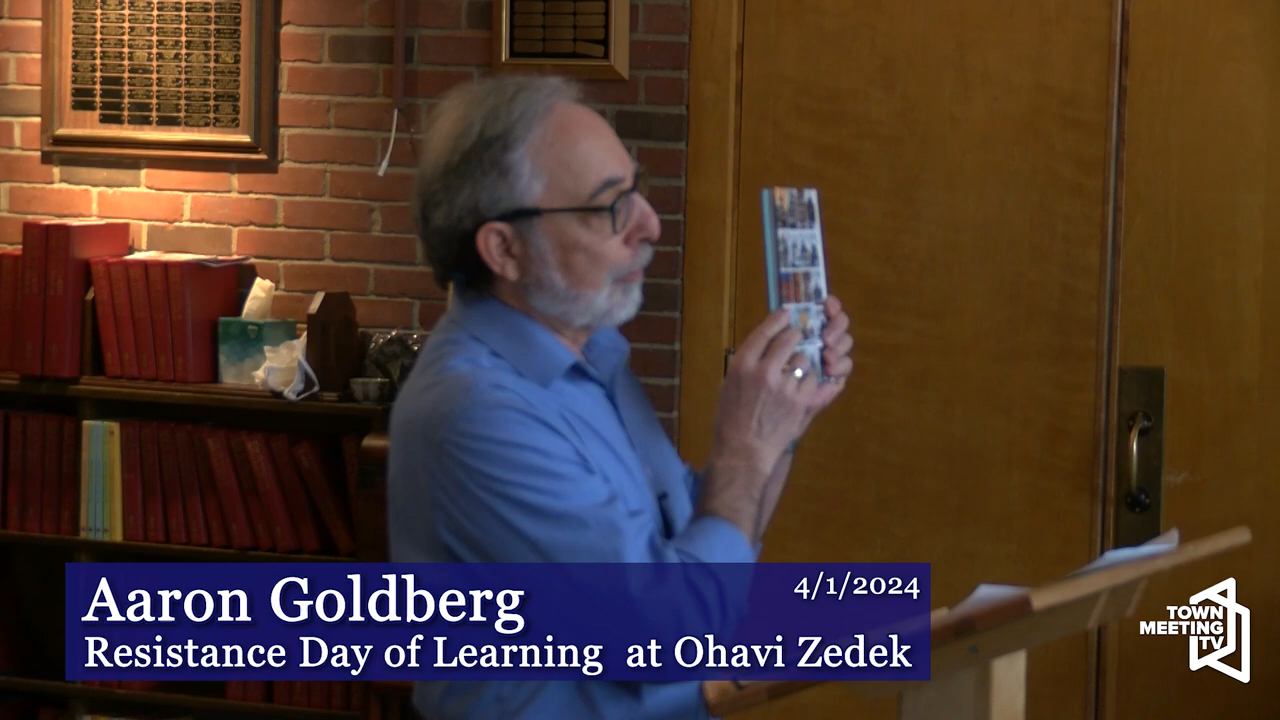 Aaron Goldberg
4/1/2024
Resistance Day of Learning at Ohavi Zedek
TOWN
MEETING
TV